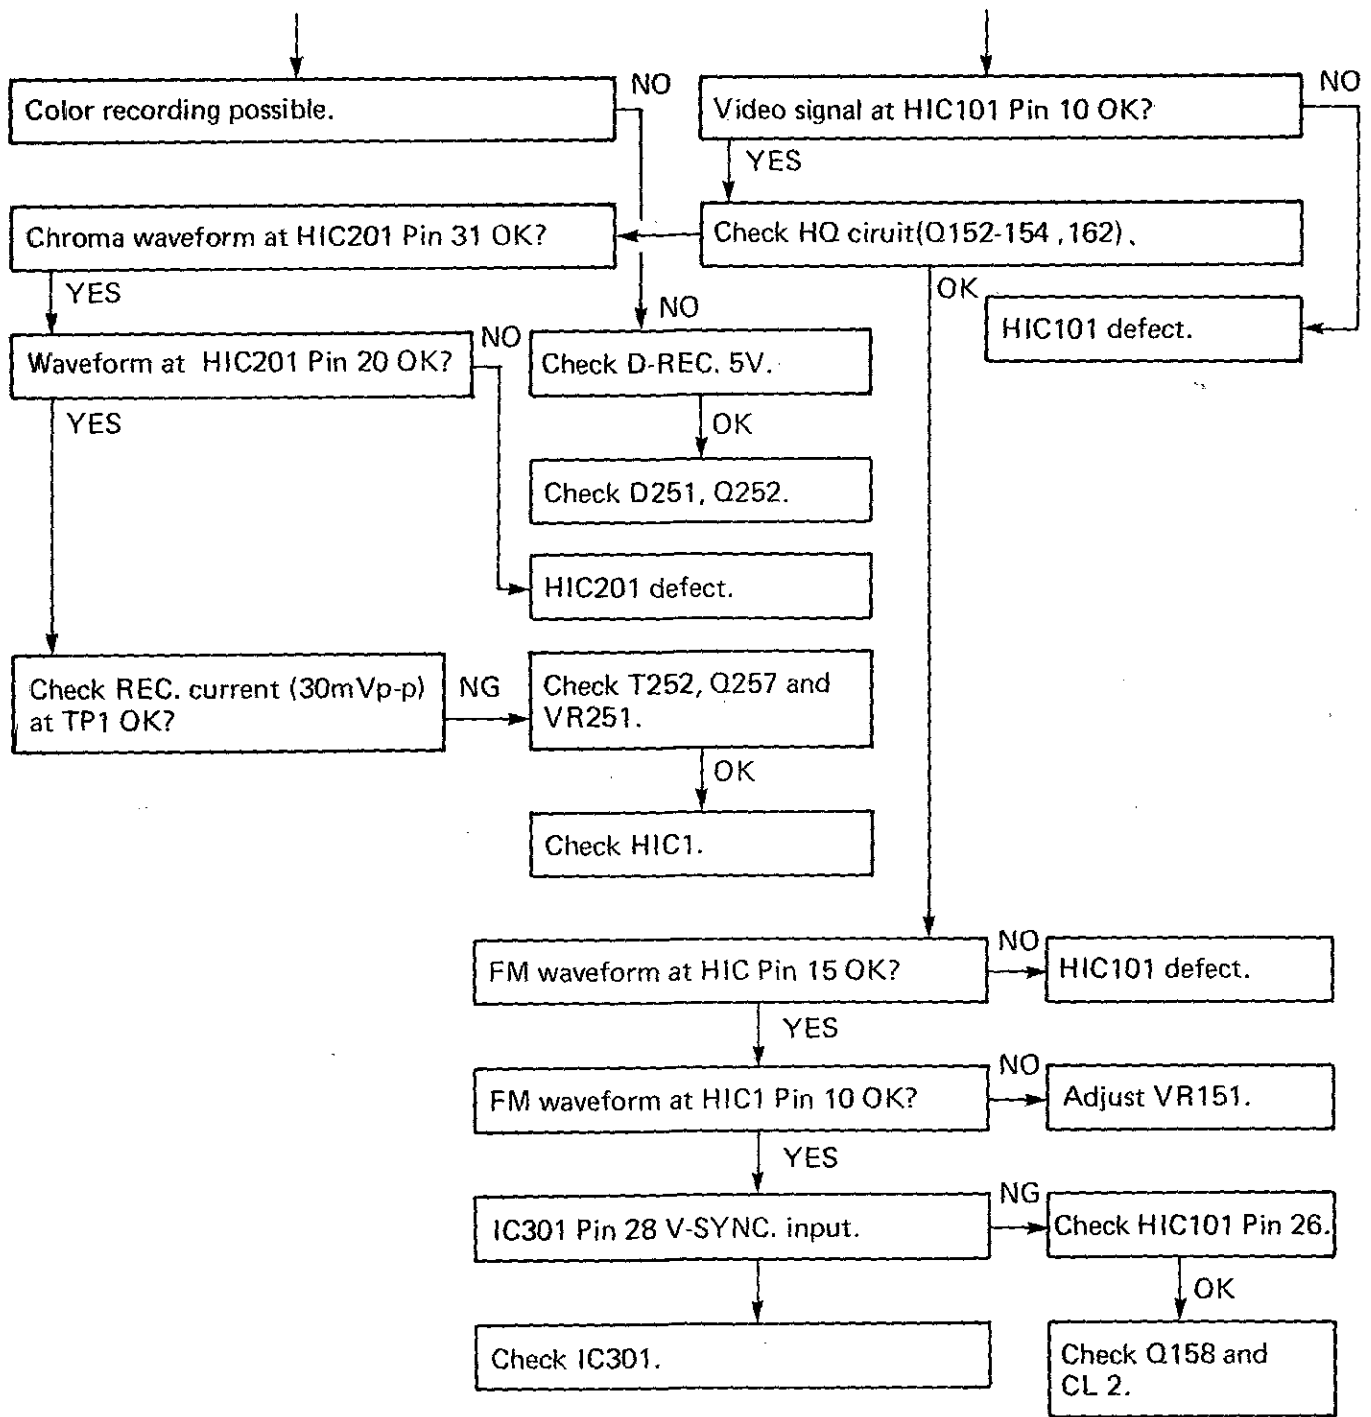 NO
Color recording possible.
NO
Video signal at HIC101 Pin 10 OK?
YES
Chroma waveform at HIC201 Pin 31 OK?
Check HQ ciruit(Q152-154 ,162)、
YES
OK
NO
HIC101 defect.
Waveform at HIC201 Pin 20 OK?
NO
Check D-REC. 5V.
YES
OK
Check D251, Q252.
HIC201 defect.
Check REC. current (30mVp-p)
at TP1 OK?
NG
Check T252, Q257 and
VR251.
OK
Check HIC1.
FM waveform at HIC Pin 15 OK?
NO
HIC101 defect.
YES
FM waveform at HIC1 Pin 10 OK?
NO
Adjust VR151.
YES
IC301 Pin 28 V-SYNC. input.
NG
Check HIC101 Pin 26.
OK
Check IC301.
Check Q158 and
CL 2.